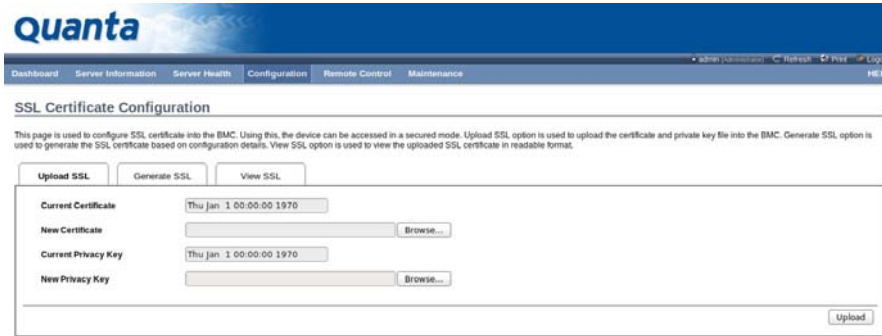 Quanta
admin (Administrator) Refresh Print
Dashboard Server Information Server Health Configuration Remote Control Maintenance
SSL Certificate Configuration
This page is used to configure SSL certificate into the BMC. Using this, the device can be accessed in a secured mode. Upload SSL option is used to upload the certificate and private key file into the BMC. Generate SSL option is
used to generate the SSL certificate based on configuration details. View SSL option is used to view the uploaded SSL certificate in readable format.
Upload SSL Generate SSL View SSL
Current Certificate Thu Jan 1 00:00:00 1970
New Certificate Browse...
Current Privacy Key Thu Jan 1 00:00:00 1970
New Privacy Key Browse...
Upload